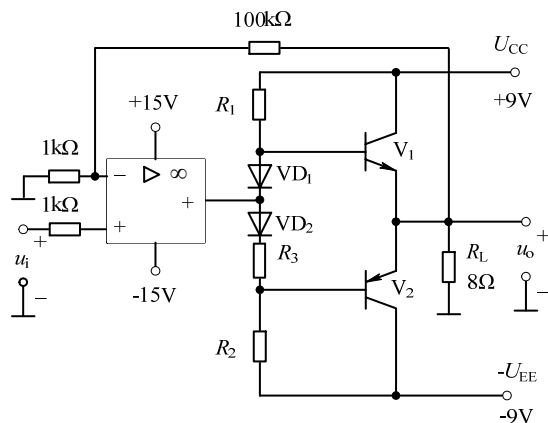 100kΩ
U_CC
+9V
R_1
+15V
V_1
1kΩ
− ▷ ∞
VD_1
+
1kΩ
+
VD_2
+
+
u_i
R_3
R_L
u_o
8Ω
−
-15V
V_2
−
R_2
-U_EE
-9V